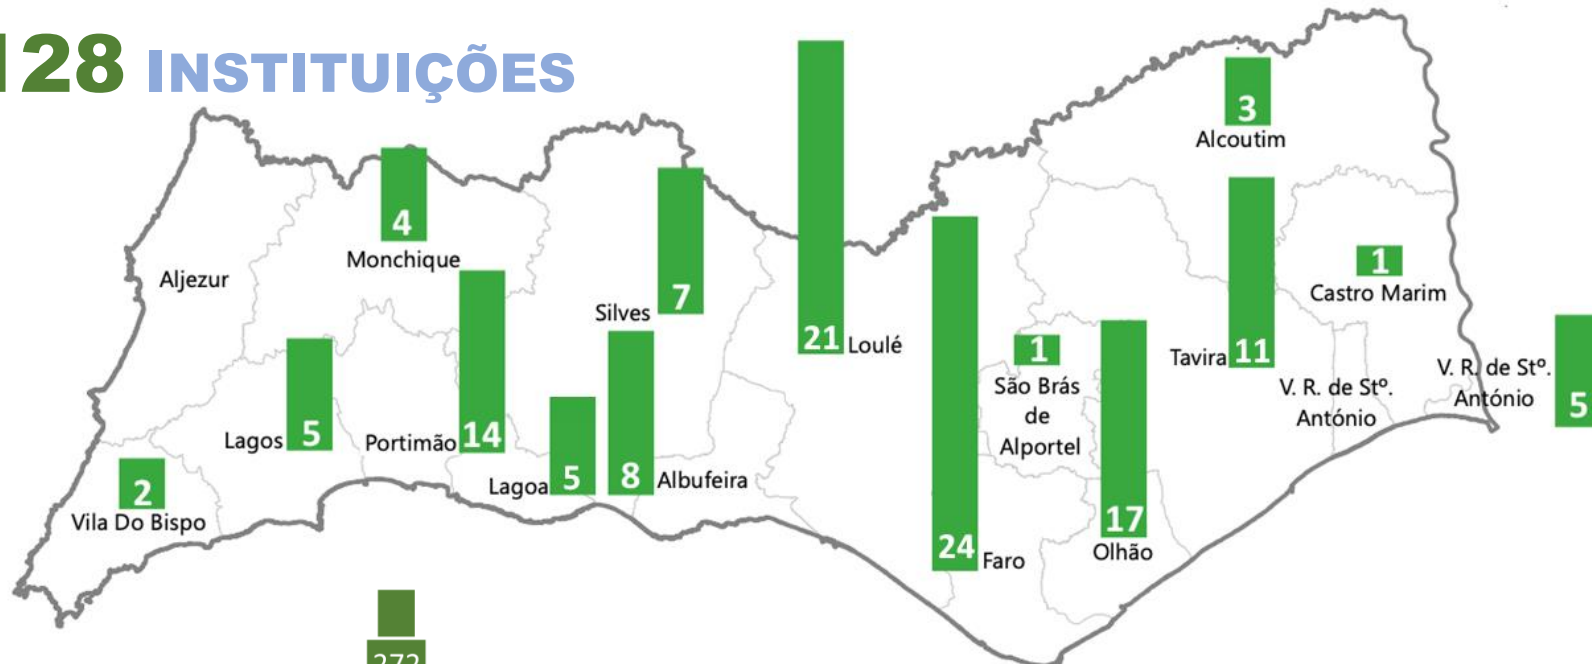 128 INSTITUIÇÕES
3
Alcoutim
4
Monchique
Aljezur
7
Silves
1
Castro Marim
21 Loulé
1
São Brás
de
Alportel
Tavira 11
V. R. de Stº.
António
V. R. de Stº.
António
5
Lagos 5
Portimão 14
Lagoa 5
8 Albufeira
2
Vila Do Bispo
24 Faro
17
Olhão
272